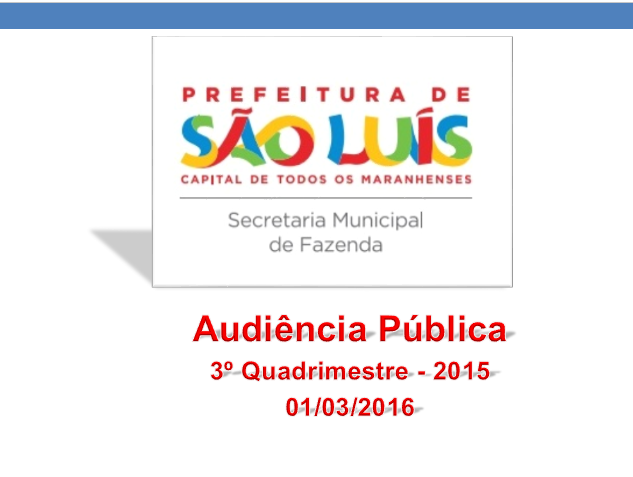 PREFEITURA DE
SÃO LUÍS
CAPITAL DE TODOS OS MARANHENSES
Secretaria Municipal
de Fazenda
Audiência Pública
3º Quadrimestre - 2015
01/03/2016